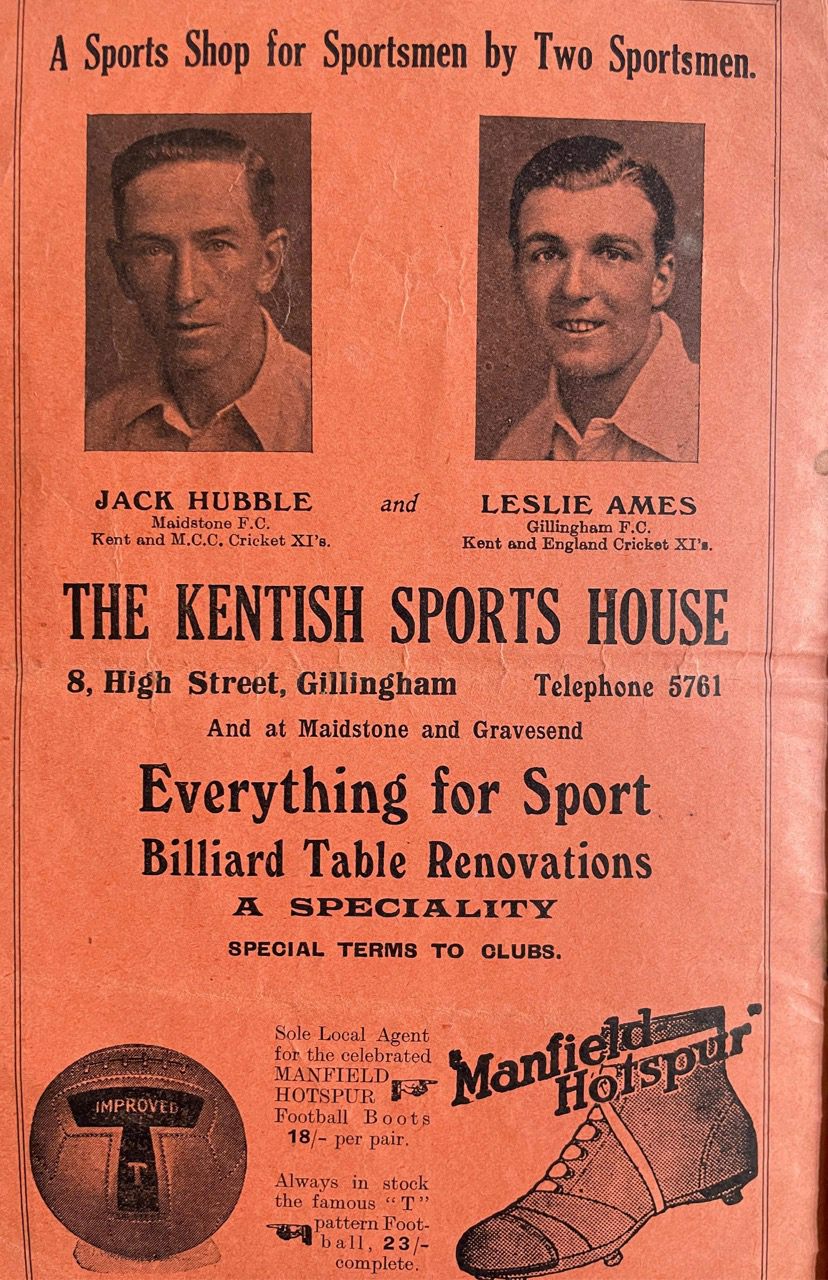 A Sports Shop for Sportsmen by Two Sportsmen.
JACK HUBBLE and LESLIE AMES
Maidstone F.C.
Kent and M.C.C. Cricket XI's.
Gillingham F.C.
Kent and England Cricket XI's.
THE KENTISH SPORTS HOUSE
8, High Street, Gillingham Telephone 5761
And at Maidstone and Gravesend
Everything for Sport
Billiard Table Renovations
A SPECIALITY
SPECIAL TERMS TO CLUBS.
IMPROVED
T
Sole Local Agent
for the celebrated
MANFIELD
HOTSPUR
Football Boots
18/- per pair.
Always in stock
the famous "T"
pattern Foot-
ball, 23/-
complete.
"Manfield
Hotspur"